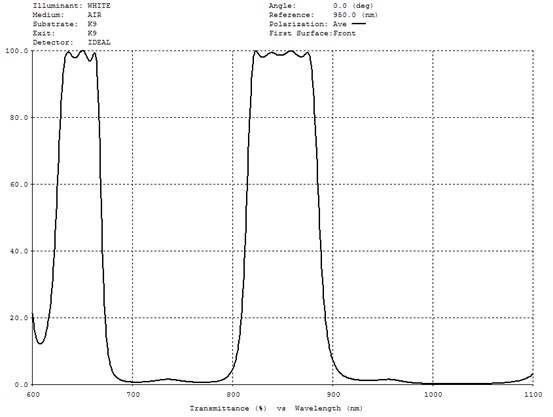 Illuminant: WHITE Angle: 0.0 (deg)
Medium: AIR Reference: 950.0 (nm)
Substrate: K9 Polarization: Ave
Exit: K9 First Surface:Front
Detector: IDEAL
100.0
80.0
60.0
40.0
20.0
0.0
600 700 800 900 1000 1100
Transmittance (%) vs Wavelength (nm)